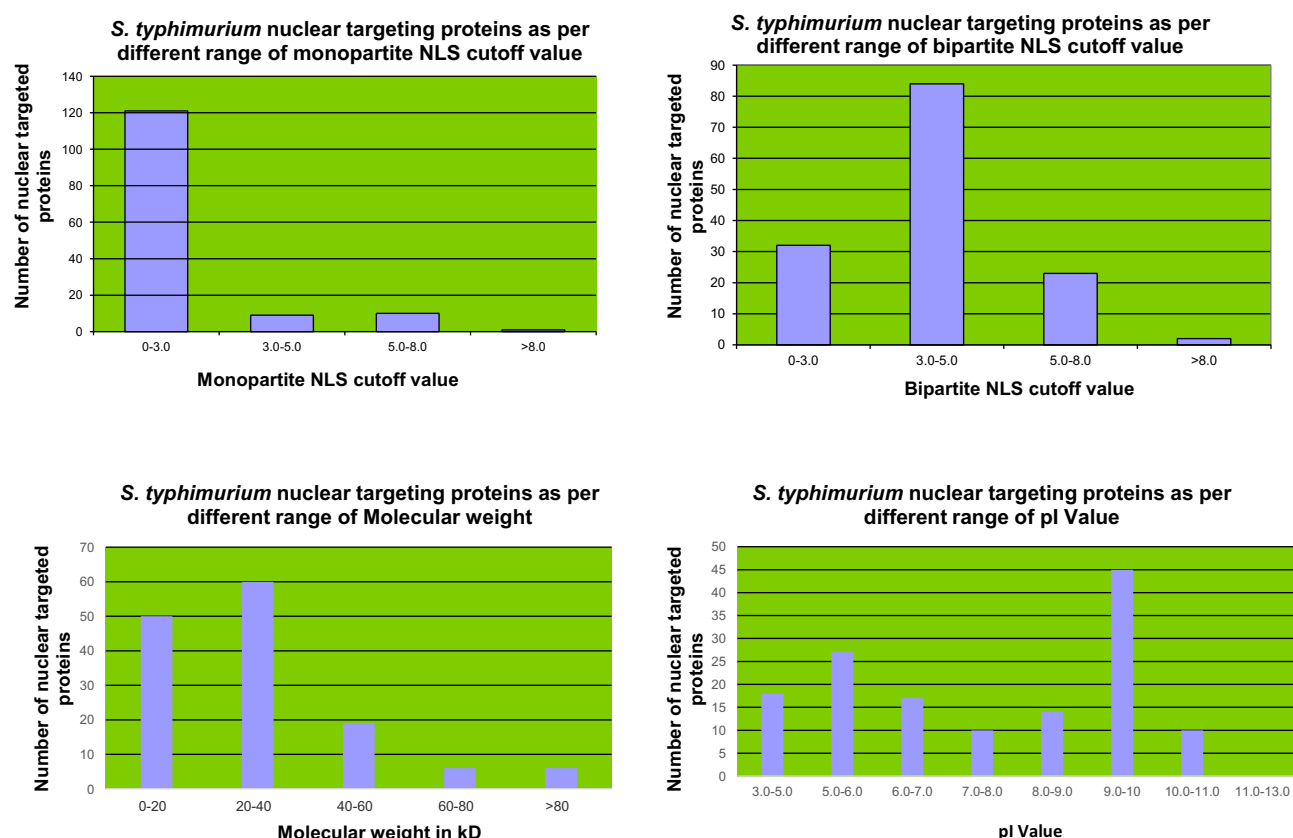 S. typhimurium nuclear targeting proteins as per
different range of monopartite NLS cutoff value
Number of nuclear targeted
proteins
140
120
100
80
60
40
20
0
0-3.0 3.0-5.0 5.0-8.0 >8.0
Monopartite NLS cutoff value
S. typhimurium nuclear targeting proteins as per
different range of bipartite NLS cutoff value
Number of nuclear targeted
proteins
90
80
70
60
50
40
30
20
10
0
0-3.0 3.0-5.0 5.0-8.0 >8.0
Bipartite NLS cutoff value
S. typhimurium nuclear targeting proteins as per
different range of Molecular weight
Number of nuclear targeted
proteins
70
60
50
40
30
20
10
0
0-20 20-40 40-60 60-80 >80
Molecular weight in kD
S. typhimurium nuclear targeting proteins as per
different range of pI Value
Number of nuclear targeted
proteins
50
45
40
35
30
25
20
15
10
5
0
3.0-5.0 5.0-6.0 6.0-7.0 7.0-8.0 8.0-9.0 9.0-10 10.0-11.0 11.0-13.0
pI Value